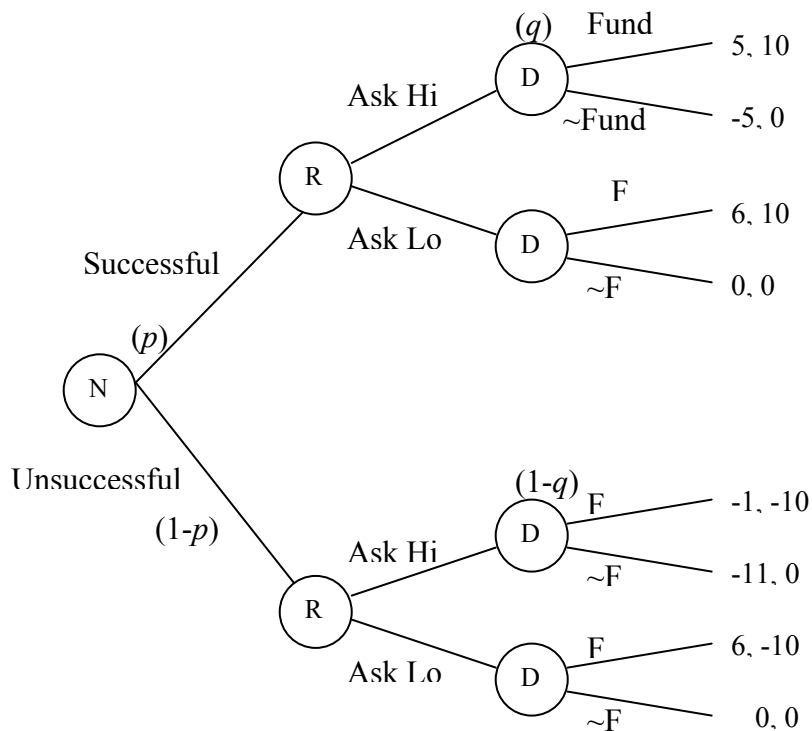 (q) Fund
D 5, 10
Ask Hi
~Fund -5, 0
R
F
Ask Lo D 6, 10
Successful
~F 0, 0
(p)
N
Unsuccessful (1-q) F -1, -10
(1-p) D
Ask Hi ~F -11, 0
R
F 6, -10
Ask Lo D
~F 0, 0